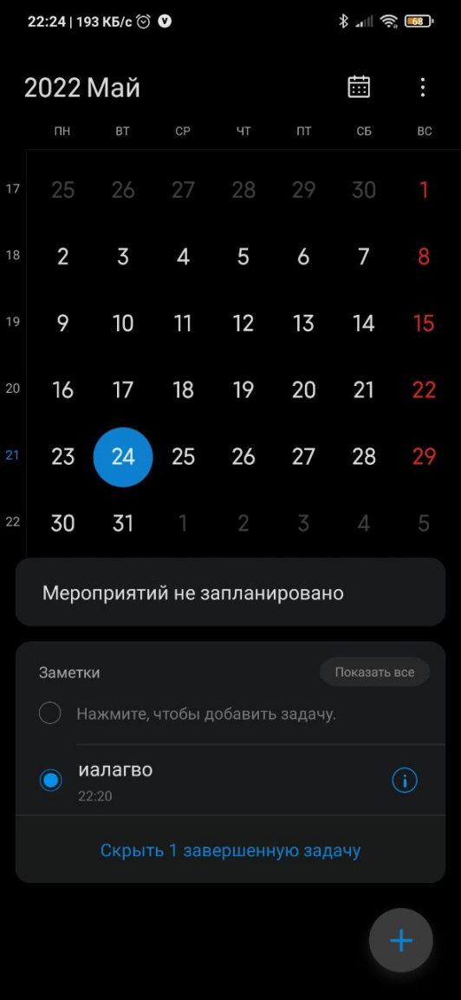 22:24 | 193 КБ/с V 68
2022 Май
ПН ВТ СР ЧТ ПТ СБ ВС
17 25 26 27 28 29 30 1
18 2 3 4 5 6 7 8
19 9 10 11 12 13 14 15
20 16 17 18 19 20 21 22
21 23 24 25 26 27 28 29
22 30 31 1 2 3 4 5
Мероприятий не запланировано
Заметки Показать все
Нажмите, чтобы добавить задачу.
иалагво
22:20
Скрыть 1 завершенную задачу